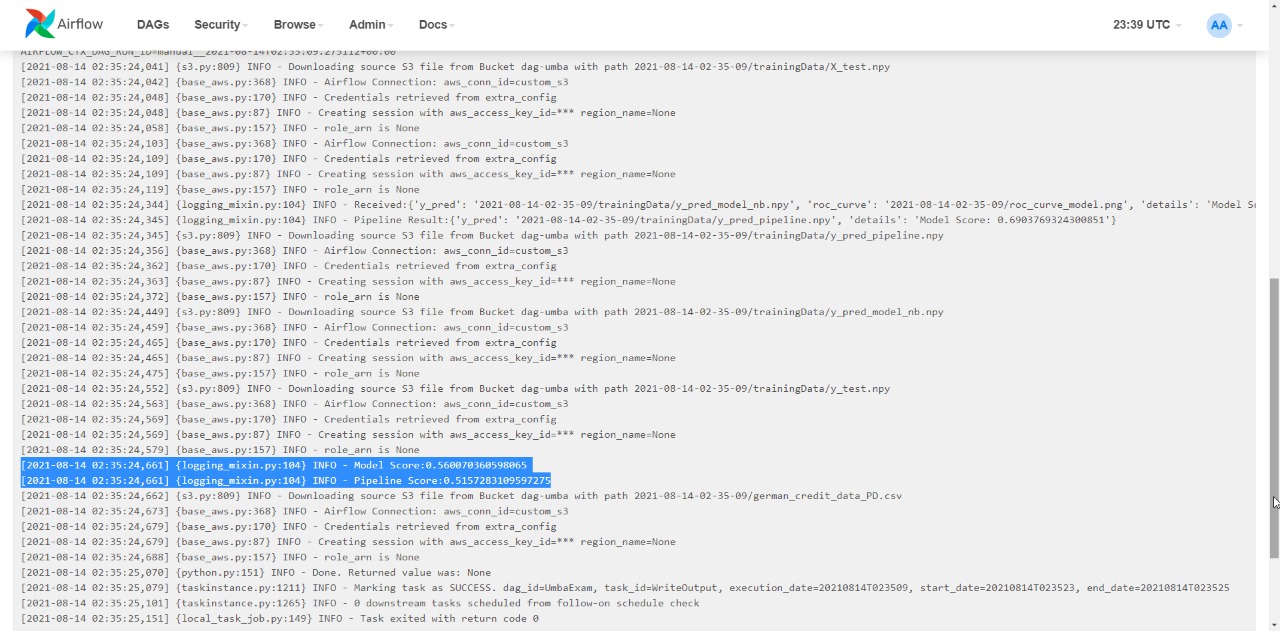 Airflow DAGs Security Browse Admin Docs 23:39 UTC AA
AIRFLOW_CTX_DAG_RUN_ID=manual__2021-08-14T02:35:09.275112+00:00
[2021-08-14 02:35:24,041] {s3.py:809} INFO - Downloading source S3 file from Bucket dag-umba with path 2021-08-14-02-35-09/trainingData/X_test.npy
[2021-08-14 02:35:24,042] {base_aws.py:368} INFO - Airflow Connection: aws_conn_id=custom_s3
[2021-08-14 02:35:24,048] {base_aws.py:170} INFO - Credentials retrieved from extra_config
[2021-08-14 02:35:24,048] {base_aws.py:87} INFO - Creating session with aws_access_key_id=*** region_name=None
[2021-08-14 02:35:24,058] {base_aws.py:157} INFO - role_arn is None
[2021-08-14 02:35:24,103] {base_aws.py:368} INFO - Airflow Connection: aws_conn_id=custom_s3
[2021-08-14 02:35:24,109] {base_aws.py:170} INFO - Credentials retrieved from extra_config
[2021-08-14 02:35:24,109] {base_aws.py:87} INFO - Creating session with aws_access_key_id=*** region_name=None
[2021-08-14 02:35:24,119] {base_aws.py:157} INFO - role_arn is None
[2021-08-14 02:35:24,344] {logging_mixin.py:104} INFO - Received:{'y_pred': '2021-08-14-02-35-09/trainingData/y_pred_model_nb.npy', 'roc_curve': '2021-08-14-02-35-09/roc_curve_model.png', 'details': 'Model Sc
[2021-08-14 02:35:24,345] {logging_mixin.py:104} INFO - Pipeline Result:{'y_pred': '2021-08-14-02-35-09/trainingData/y_pred_pipeline.npy', 'details': 'Model Score: 0.6903769324300851'}
[2021-08-14 02:35:24,345] {s3.py:809} INFO - Downloading source S3 file from Bucket dag-umba with path 2021-08-14-02-35-09/trainingData/y_pred_pipeline.npy
[2021-08-14 02:35:24,356] {base_aws.py:368} INFO - Airflow Connection: aws_conn_id=custom_s3
[2021-08-14 02:35:24,362] {base_aws.py:170} INFO - Credentials retrieved from extra_config
[2021-08-14 02:35:24,363] {base_aws.py:87} INFO - Creating session with aws_access_key_id=*** region_name=None
[2021-08-14 02:35:24,372] {base_aws.py:157} INFO - role_arn is None
[2021-08-14 02:35:24,449] {s3.py:809} INFO - Downloading source S3 file from Bucket dag-umba with path 2021-08-14-02-35-09/trainingData/y_pred_model_nb.npy
[2021-08-14 02:35:24,459] {base_aws.py:368} INFO - Airflow Connection: aws_conn_id=custom_s3
[2021-08-14 02:35:24,465] {base_aws.py:170} INFO - Credentials retrieved from extra_config
[2021-08-14 02:35:24,465] {base_aws.py:87} INFO - Creating session with aws_access_key_id=*** region_name=None
[2021-08-14 02:35:24,475] {base_aws.py:157} INFO - role_arn is None
[2021-08-14 02:35:24,552] {s3.py:809} INFO - Downloading source S3 file from Bucket dag-umba with path 2021-08-14-02-35-09/trainingData/y_test.npy
[2021-08-14 02:35:24,563] {base_aws.py:368} INFO - Airflow Connection: aws_conn_id=custom_s3
[2021-08-14 02:35:24,569] {base_aws.py:170} INFO - Credentials retrieved from extra_config
[2021-08-14 02:35:24,569] {base_aws.py:87} INFO - Creating session with aws_access_key_id=*** region_name=None
[2021-08-14 02:35:24,579] {base_aws.py:157} INFO - role_arn is None
[2021-08-14 02:35:24,661] {logging_mixin.py:104} INFO - Model Score:0.560070360598065
[2021-08-14 02:35:24,661] {logging_mixin.py:104} INFO - Pipeline Score:0.5157283109597275
[2021-08-14 02:35:24,662] {s3.py:809} INFO - Downloading source S3 file from Bucket dag-umba with path 2021-08-14-02-35-09/german_credit_data_PD.csv
[2021-08-14 02:35:24,673] {base_aws.py:368} INFO - Airflow Connection: aws_conn_id=custom_s3
[2021-08-14 02:35:24,679] {base_aws.py:170} INFO - Credentials retrieved from extra_config
[2021-08-14 02:35:24,679] {base_aws.py:87} INFO - Creating session with aws_access_key_id=*** region_name=None
[2021-08-14 02:35:24,688] {base_aws.py:157} INFO - role_arn is None
[2021-08-14 02:35:25,070] {python.py:151} INFO - Done. Returned value was: None
[2021-08-14 02:35:25,079] {taskinstance.py:1211} INFO - Marking task as SUCCESS. dag_id=UmbaExam, task_id=WriteOutput, execution_date=20210814T023509, start_date=20210814T023523, end_date=20210814T023525
[2021-08-14 02:35:25,101] {taskinstance.py:1265} INFO - 0 downstream tasks scheduled from follow-on schedule check
[2021-08-14 02:35:25,151] {local_task_job.py:149} INFO - Task exited with return code 0